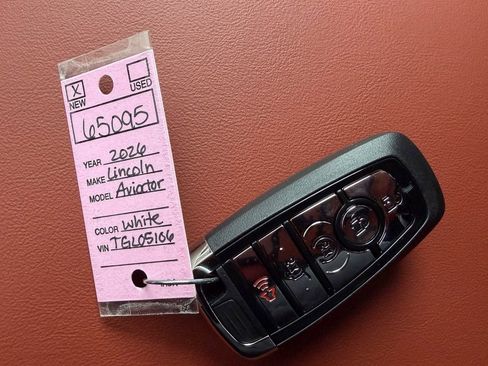 X
NEW USED
65095
YEAR 2026
MAKE Lincoln
MODEL Aviator
COLOR White
VIN TGL05106